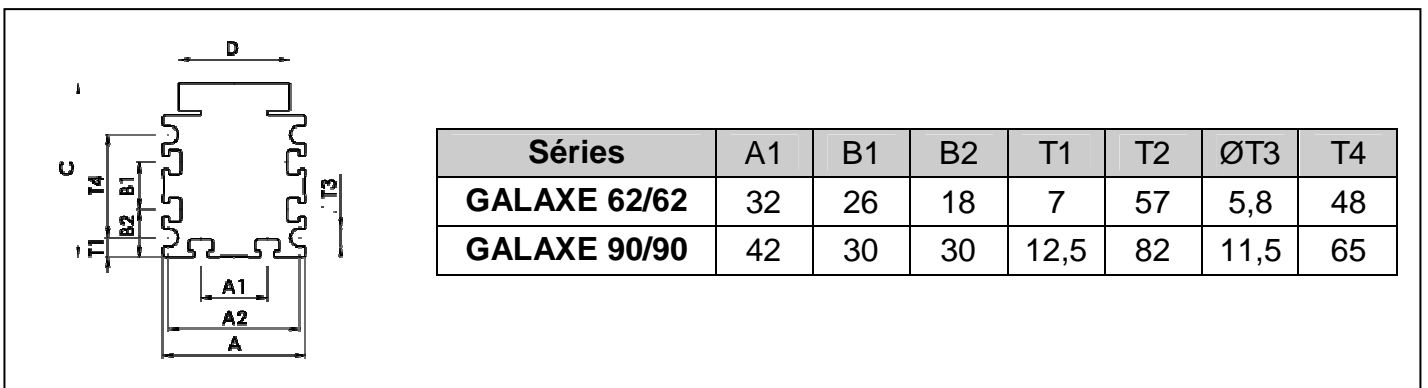 D
C
T4
B1
T3
B2
T1
A1
A2
A
Séries A1 B1 B2 T1 T2 ØT3 T4
GALAXE 62/62 32 26 18 7 57 5,8 48
GALAXE 90/90 42 30 30 12,5 82 11,5 65